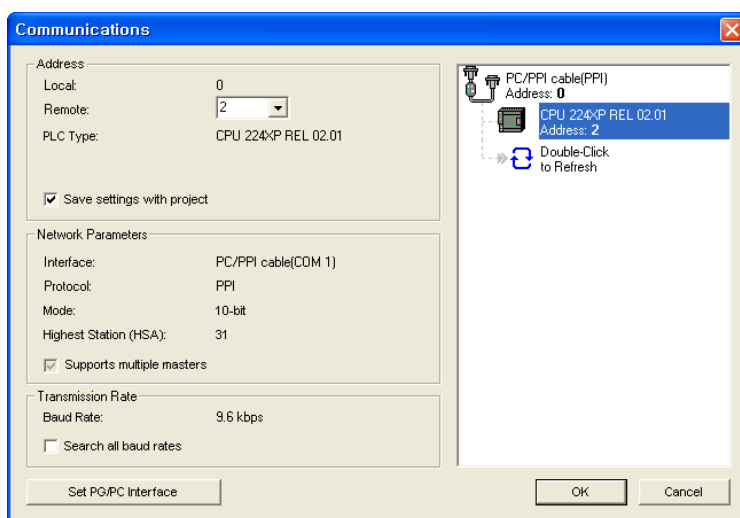 Communications
Address
Local: 0
Remote: 2
PLC Type: CPU 224XP REL 02.01
Save settings with project
Network Parameters
Interface: PC/PPI cable(COM 1)
Protocol: PPI
Mode: 10-bit
Highest Station (HSA): 31
Supports multiple masters
Transmission Rate
Baud Rate: 9.6 kbps
Search all baud rates
Set PG/PC Interface
PC/PPI cable(PPI)
Address: 0
CPU 224XP REL 02.01
Address: 2
Double-Click
to Refresh
OK
Cancel